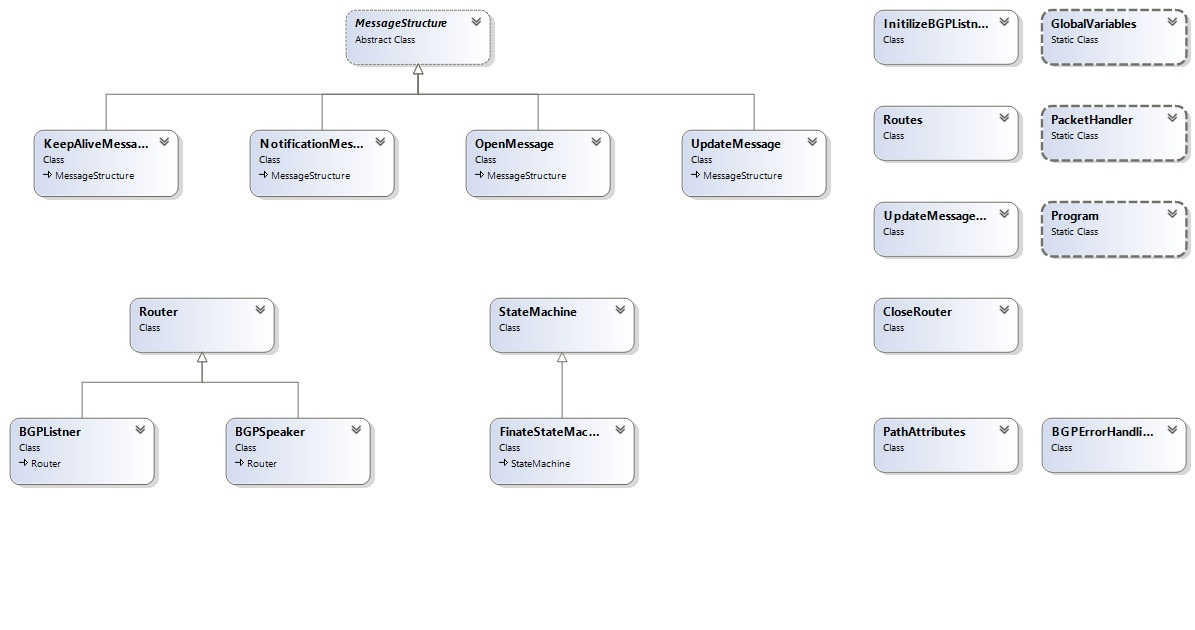 MessageStructure
Abstract Class
InitilizeBGPListn...
Class
GlobalVariables
Static Class
KeepAliveMessa...
Class
MessageStructure
NotificationMes...
Class
MessageStructure
OpenMessage
Class
MessageStructure
UpdateMessage
Class
MessageStructure
Routes
Class
PacketHandler
Static Class
UpdateMessage...
Class
Program
Static Class
Router
Class
StateMachine
Class
CloseRouter
Class
BGPListner
Class
Router
BGPSpeaker
Class
Router
FinateStateMac...
Class
StateMachine
PathAttributes
Class
BGPErrorHandli...
Class